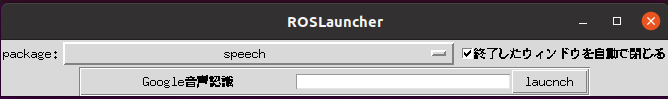 ROSLauncher
package: speech 終了したウィンドウを自動で閉じる
Google音声認識 laucnch